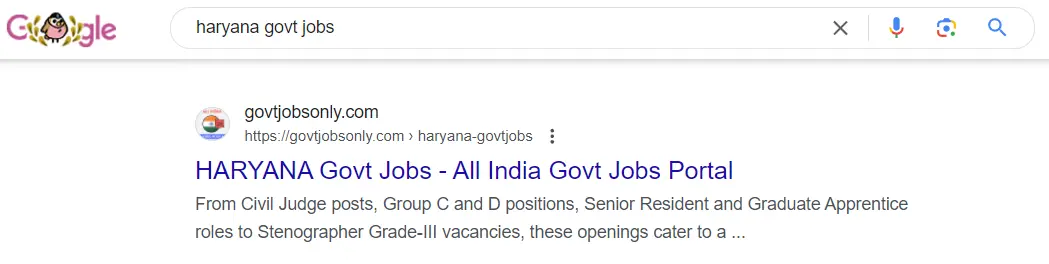 Google
haryana govt jobs
govtjobsonly.com
https://govtjobsonly.com › haryana-govtjobs
HARYANA Govt Jobs - All India Govt Jobs Portal
From Civil Judge posts, Group C and D positions, Senior Resident and Graduate Apprentice
roles to Stenographer Grade-III vacancies, these openings cater to a ...